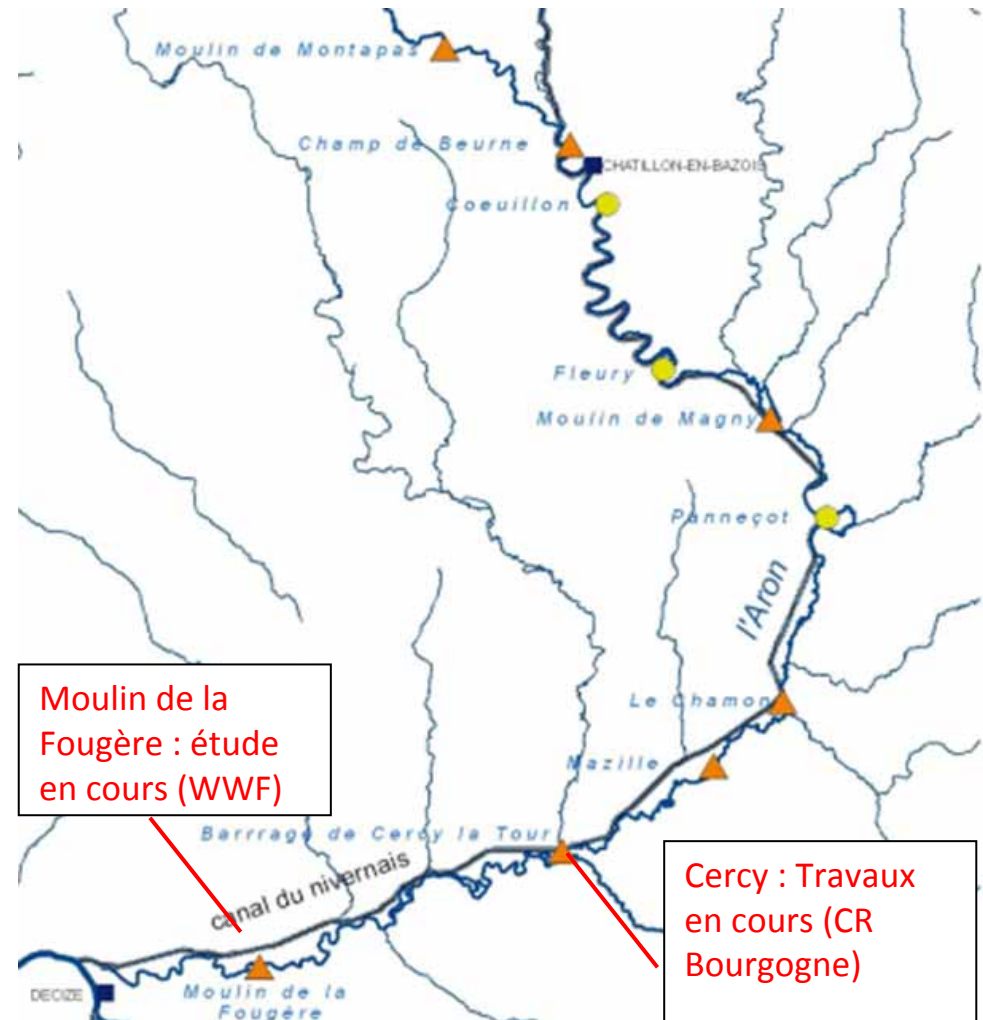 Moulin de Montapas
Champ de Beurne
CHATILLON-EN-BAZOIS
Coeuillon
Fleury
Moulin de Magny
Panneçot
l'Aron
Le Chamon
Mazille
Moulin de la
Fougère : étude
en cours (WWF)
Barrrage de Cercy la Tour
canal du nivernais
Cercy : Travaux
en cours (CR
Bourgogne)
DECIZE
Moulin de la
Fougère